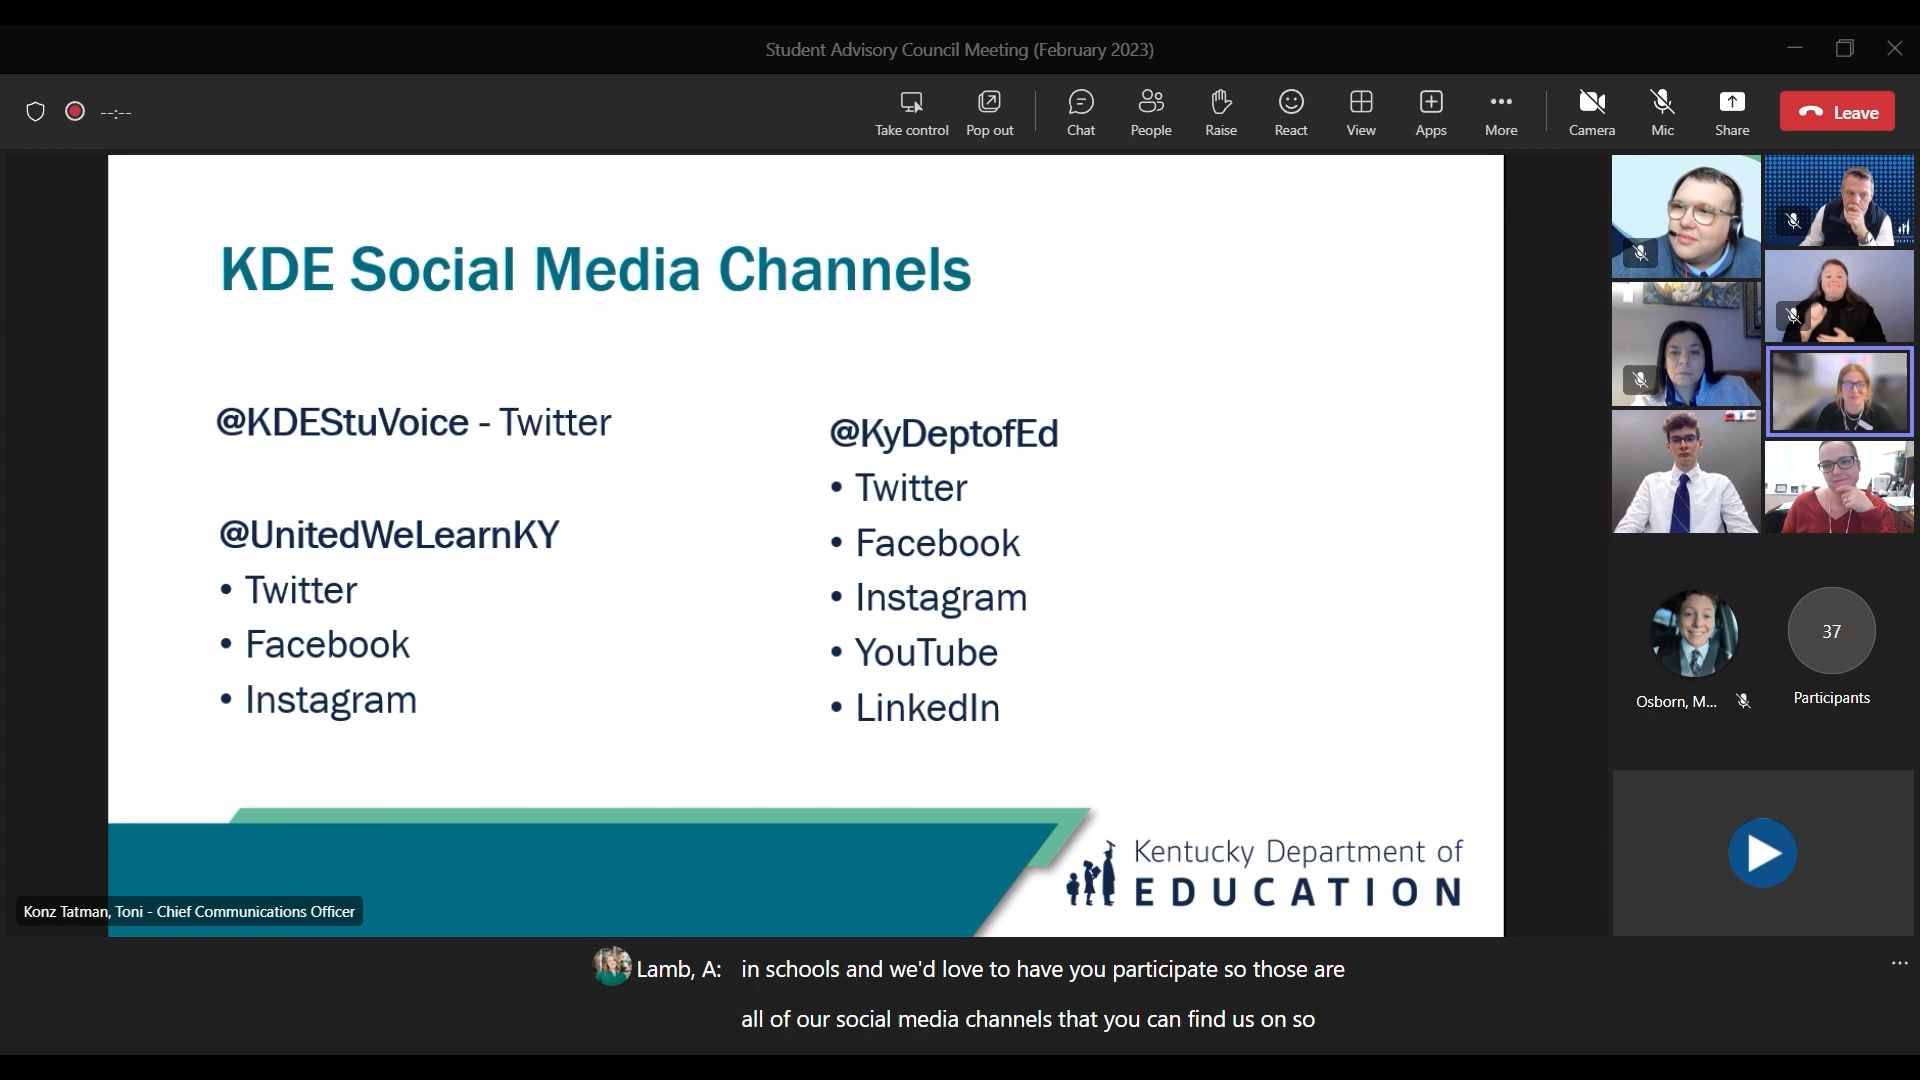 Student Advisory Council Meeting (February 2023)
--:--
Take control
Pop out
Chat
People
Raise
React
View
Apps
More
Camera
Mic
Share
Leave
KDE Social Media Channels
@KDEStuVoice - Twitter
@UnitedWeLearnKY
• Twitter
• Facebook
• Instagram
@KyDeptofEd
• Twitter
• Facebook
• Instagram
• YouTube
• LinkedIn
Kentucky Department of
EDUCATION
Konz Tatman, Toni - Chief Communications Officer
Osborn, M...
37
Participants
Lamb, A: in schools and we'd love to have you participate so those are
all of our social media channels that you can find us on so